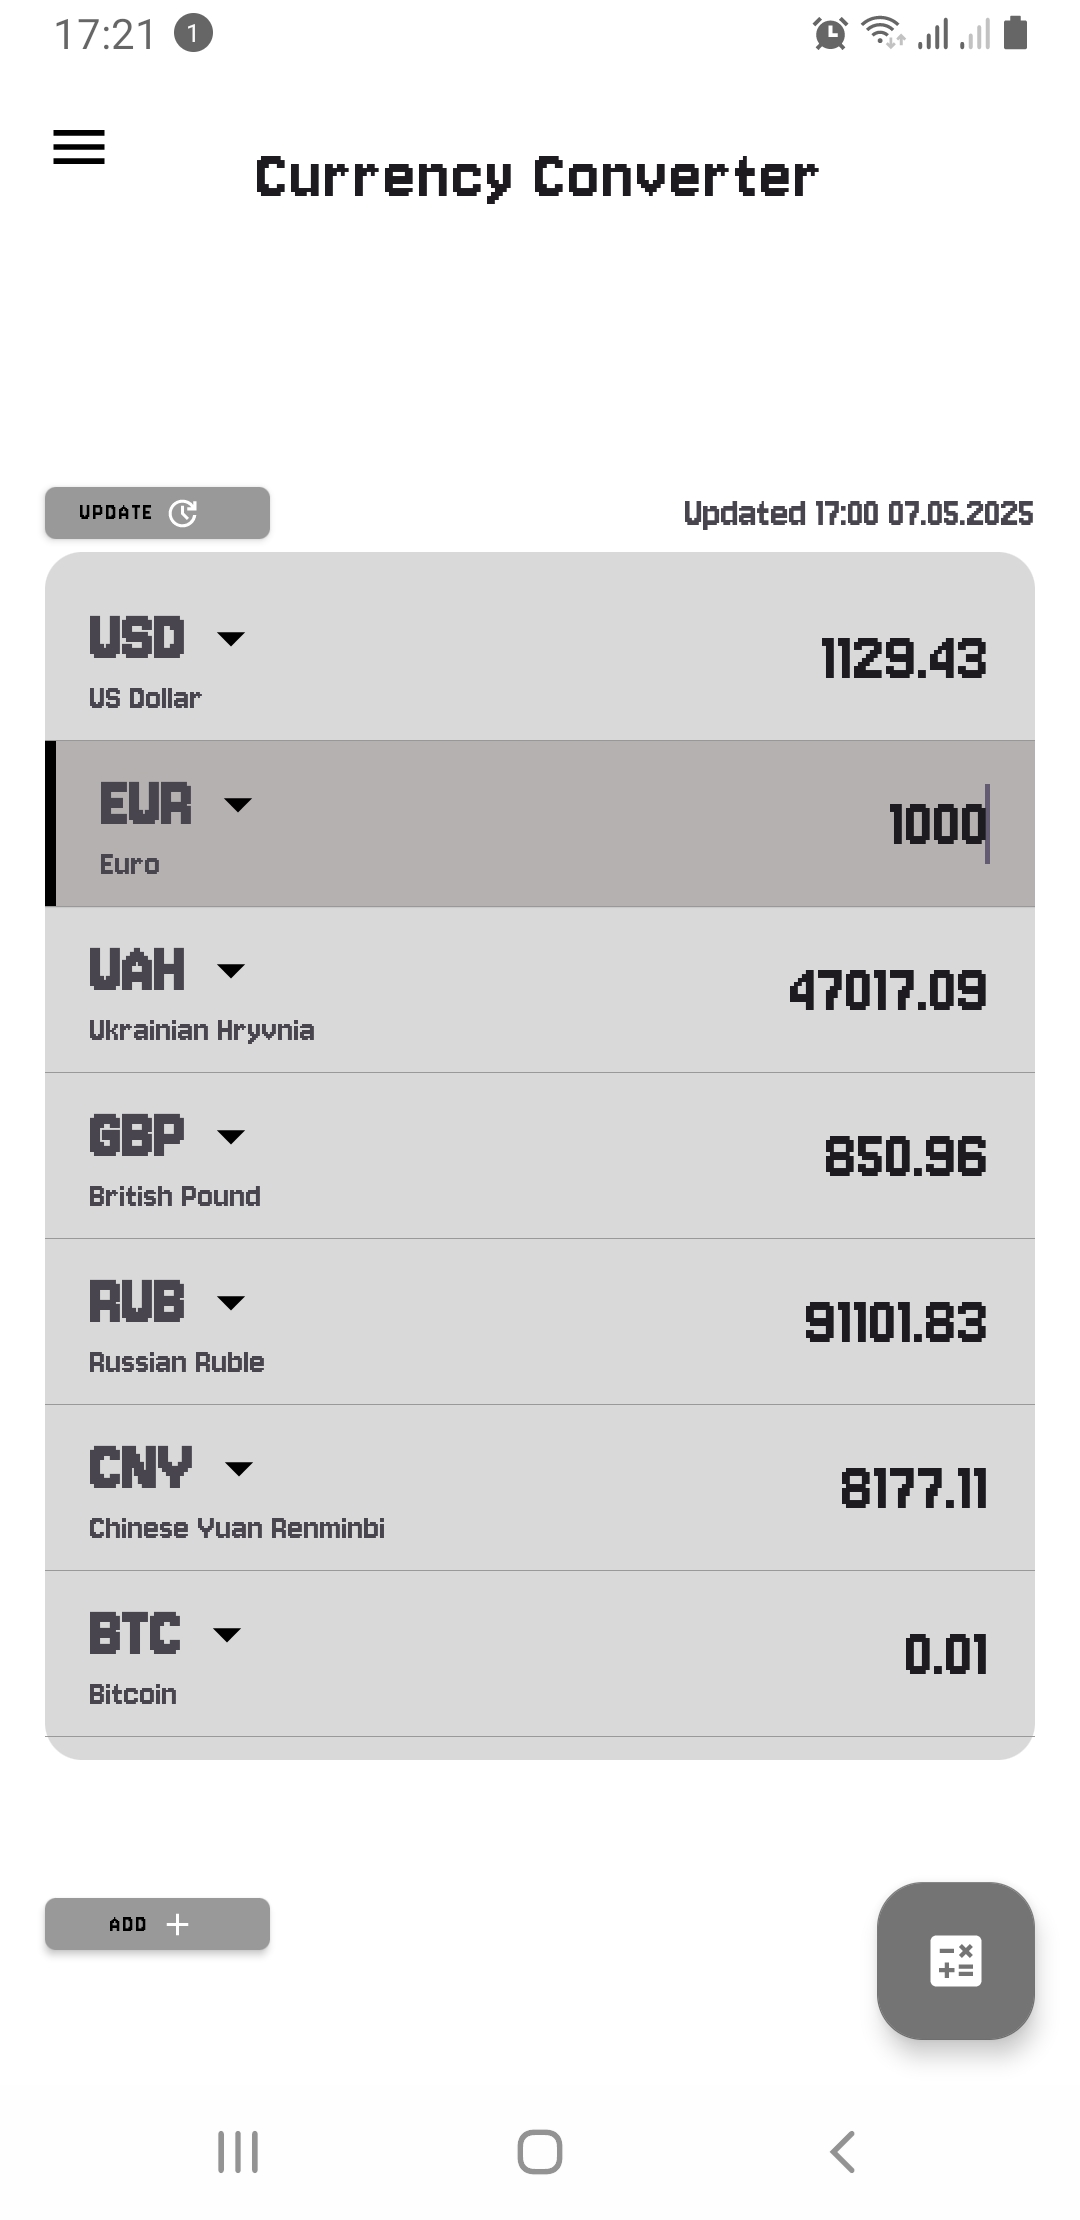 17:21 1
Currency Converter
UPDATE
Updated 17:00 07.05.2025
USD
1129.43
US Dollar
EUR
1000
Euro
UAH
47017.09
Ukrainian Hryvnia
GBP
850.96
British Pound
RUB
91101.83
Russian Ruble
CNY
8177.11
Chinese Yuan Renminbi
BTC
0.01
Bitcoin
ADD